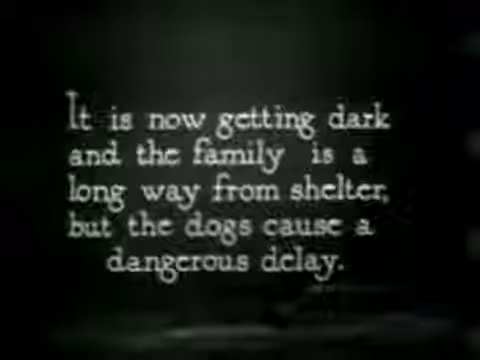 It is now getting dark
and the family is a
long way from shelter,
but the dogs cause a
dangerous delay.